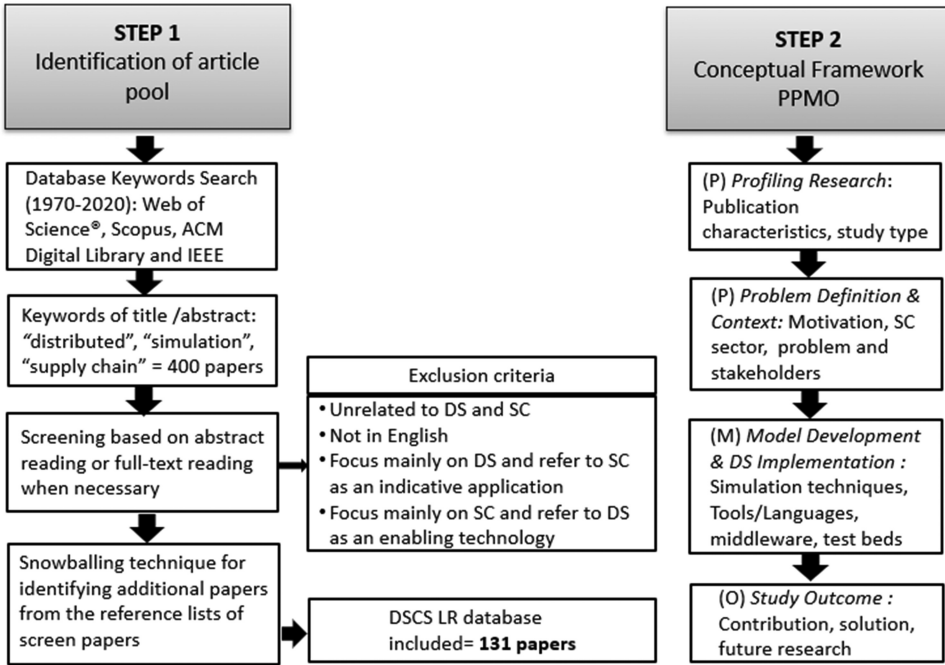 STEP 1
Identification of article
pool
Database Keywords Search
(1970-2020): Web of
Science®, Scopus, ACM
Digital Library and IEEE
Keywords of title /abstract:
“distributed”, “simulation”,
“supply chain” = 400 papers
Screening based on abstract
reading or full-text reading
when necessary
Exclusion criteria
• Unrelated to DS and SC
• Not in English
• Focus mainly on DS and refer to SC
as an indicative application
• Focus mainly on SC and refer to DS
as an enabling technology
Snowballing technique for
identifying additional papers
from the reference lists of
screen papers
DSCS LR database
included= 131 papers
STEP 2
Conceptual Framework
PPMO
(P) Profiling Research:
Publication
characteristics, study type
(P) Problem Definition &
Context: Motivation, SC
sector, problem and
stakeholders
(M) Model Development
& DS Implementation :
Simulation techniques,
Tools/Languages,
middleware, test beds
(O) Study Outcome :
Contribution, solution,
future research